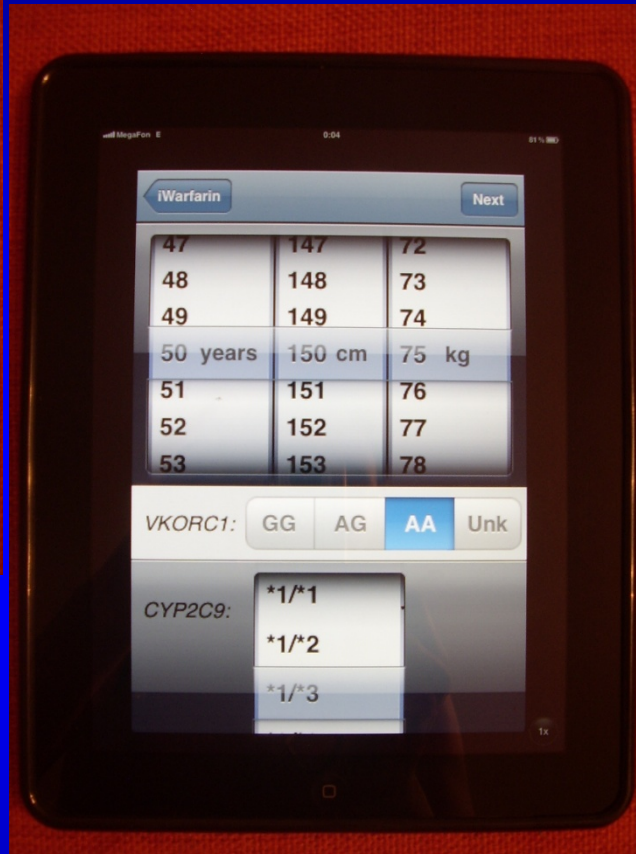 MegaFon E 0:04 61%
iWarfarin Next
47 147 72
48 148 73
49 149 74
50 years 150 cm 75 kg
51 151 76
52 152 77
53 153 78
VKORC1: GG AG AA Unk
CYP2C9:
*1/*1
*1/*2
*1/*3
1x